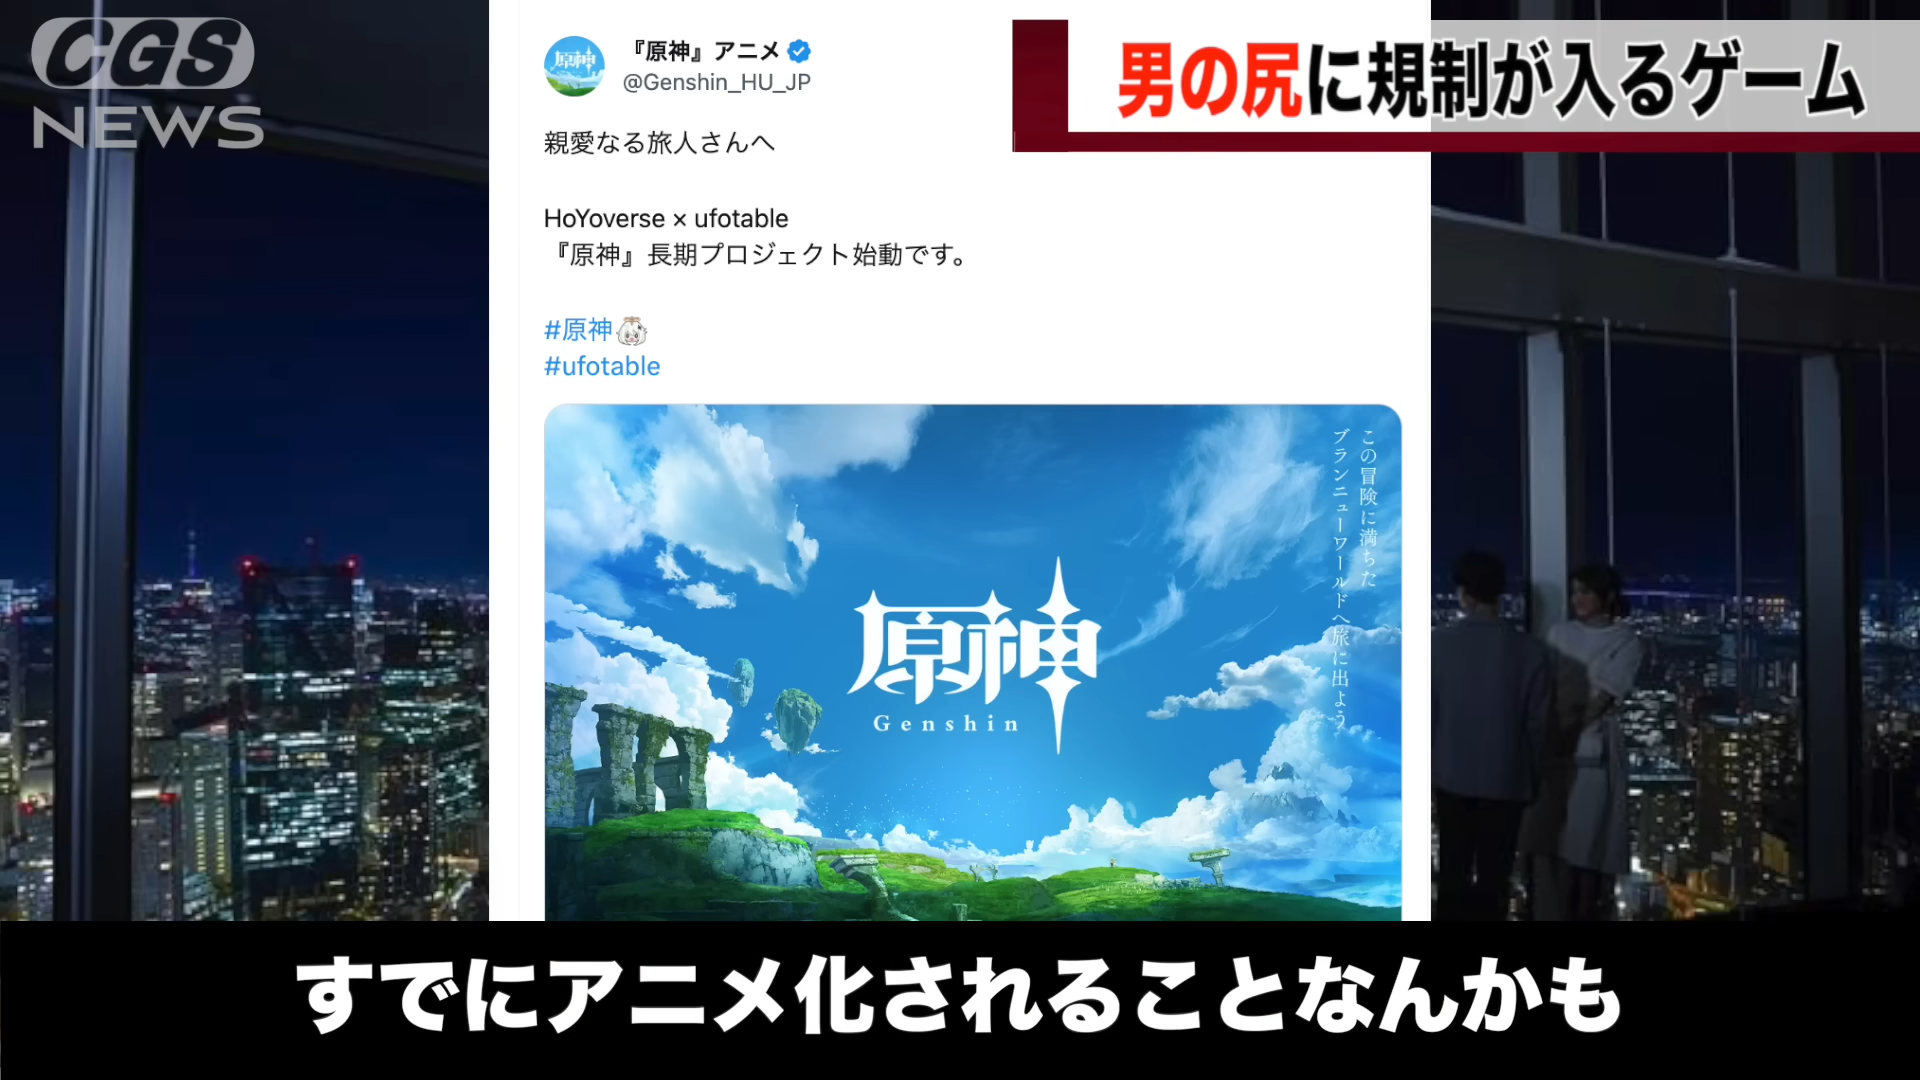 CGS
NEWS
男の尻に規制が入るゲーム
原神
『原神』アニメ
@Genshin_HU_JP
親愛なる旅人さんへ
HoYoverse × ufotable
『原神』長期プロジェクト始動です。
#原神
#ufotable
この冒険に満ちた
ブランニューワールドへ旅に出よう
原神
Genshin
すでにアニメ化されることなんかも